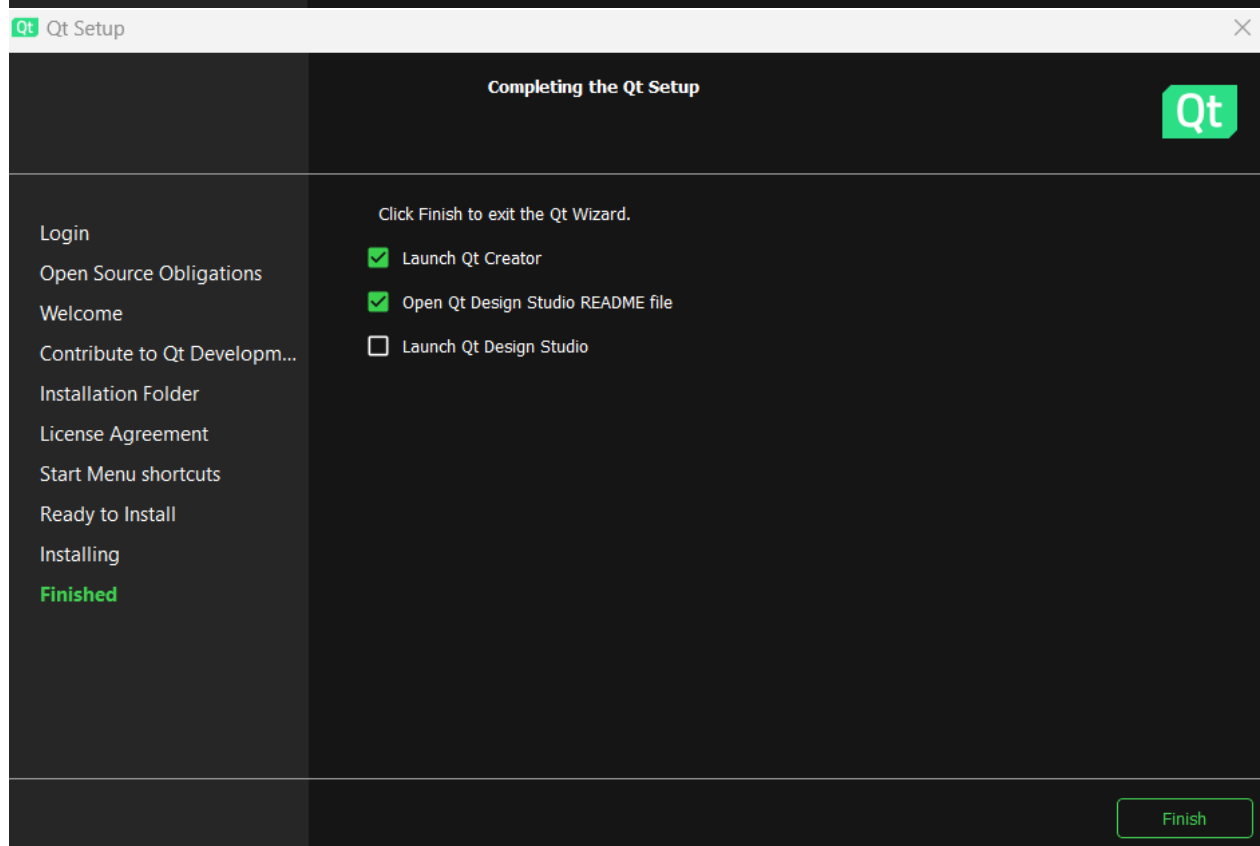 Qt Qt Setup
Completing the Qt Setup
Qt
Login
Open Source Obligations
Welcome
Contribute to Qt Developm...
Installation Folder
License Agreement
Start Menu shortcuts
Ready to Install
Installing
Finished
Click Finish to exit the Qt Wizard.
Launch Qt Creator
Open Qt Design Studio README file
Launch Qt Design Studio
Finish